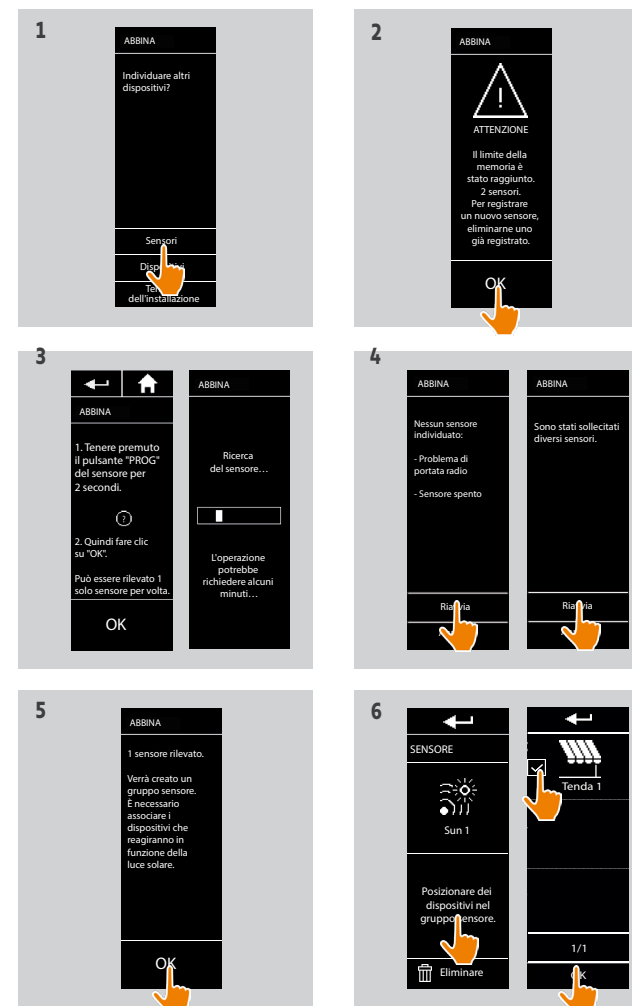 1
ABBINA
Individuare altri
dispositivi?
Sensori
dell'installazione
2
ABBINA
!
ATTENZIONE
Il limite della
memoria è
stato raggiunto.
2 sensori.
Per registrare
un nuovo sensore,
eliminarne uno
già registrato.
OK
3
ABBINA
1. Tenere premuto
il pulsante "PROG"
del sensore per
2 secondi.
?
2. Quindi fare clic
su "OK".
Può essere rilevato 1
solo sensore per volta.
OK
ABBINA
Ricerca
del sensore…
L'operazione
potrebbe
richiedere alcuni
minuti…
4
ABBINA
Nessun sensore
individuato:
- Problema di
portata radio
- Sensore spento
Riavvia
ABBINA
Sono stati sollecitati
diversi sensori.
Riavvia
5
ABBINA
1 sensore rilevato.
Verrà creato un
gruppo sensore.
È necessario
associare i
dispositivi che
reagiranno in
funzione della
luce solare.
OK
6
SENSORE
Sun 1
Posizionare dei
dispositivi nel
gruppo sensore.
Eliminare
Tenda 1
1/1
OK